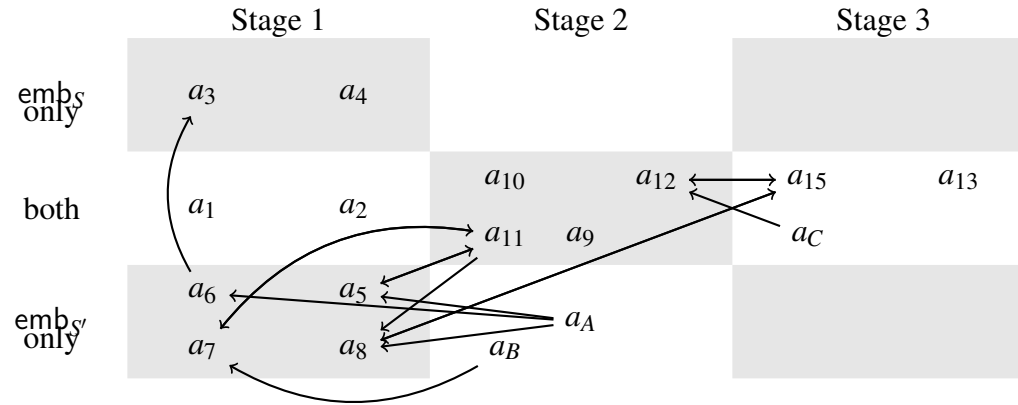 Stage 1 Stage 2 Stage 3
emb_S a_3 a_4
only
a_10 a_12 a_15 a_13
both a_1 a_2
a_11 a_9 a_C
a_6 a_5
emb_S' a_A
only
a_7 a_8 a_B